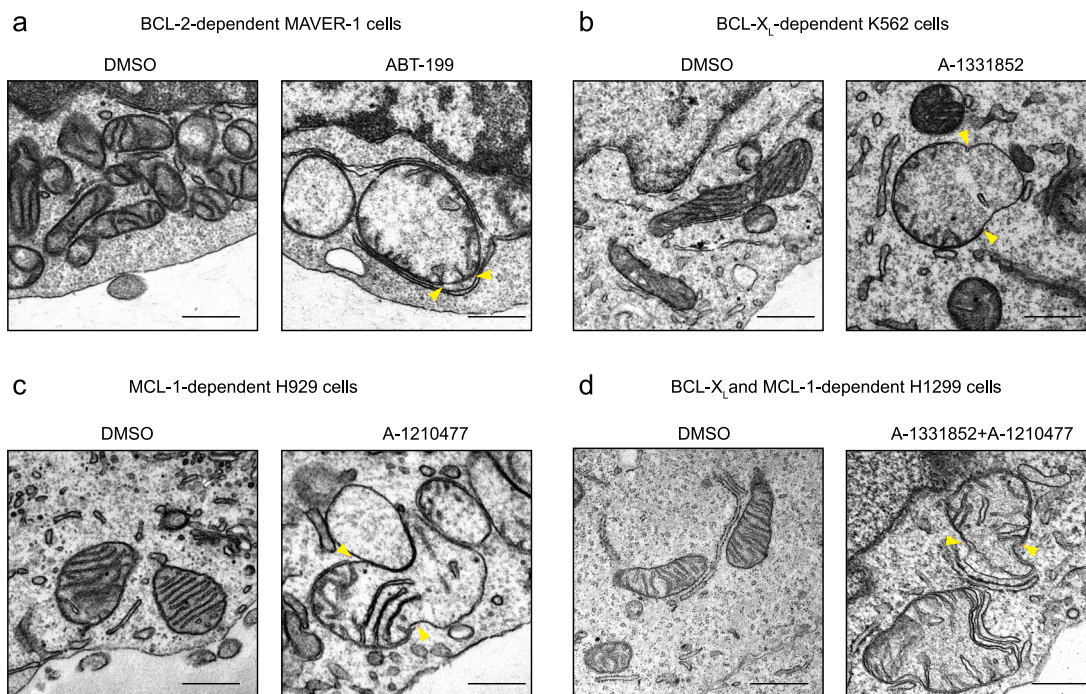 a
BCL-2-dependent MAVER-1 cells
DMSO
ABT-199
b
BCL-XL-dependent K562 cells
DMSO
A-1331852
c
MCL-1-dependent H929 cells
DMSO
A-1210477
d
BCL-XL and MCL-1-dependent H1299 cells
DMSO
A-1331852+A-1210477